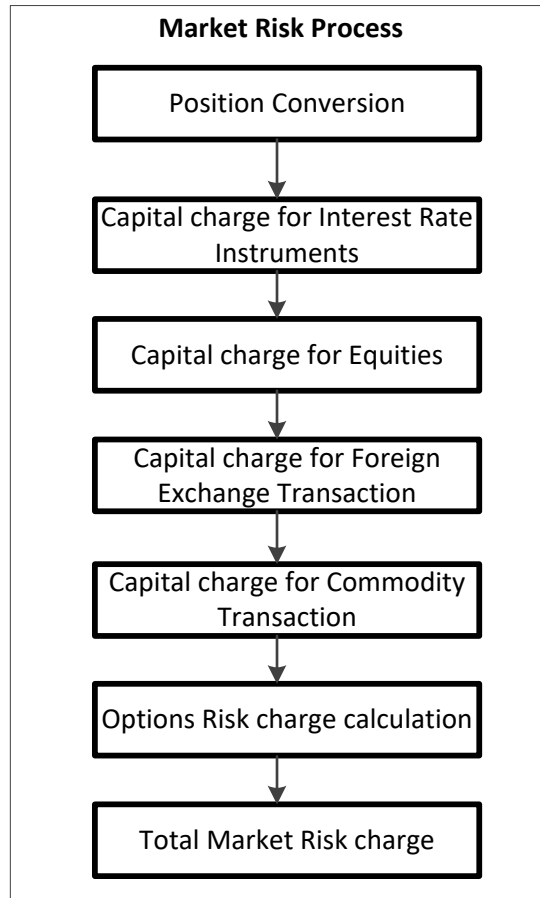 Market Risk Process
Position Conversion
Capital charge for Interest Rate
Instruments
Capital charge for Equities
Capital charge for Foreign
Exchange Transaction
Capital charge for Commodity
Transaction
Options Risk charge calculation
Total Market Risk charge